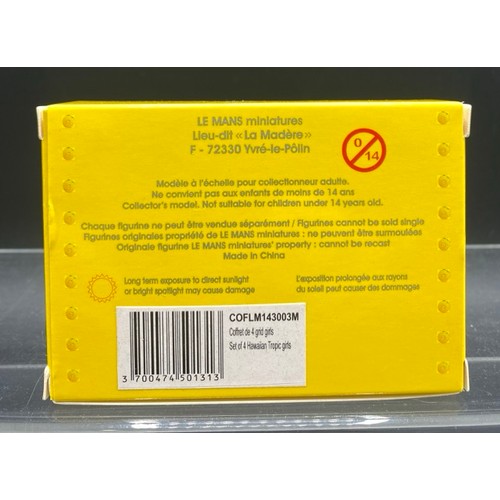 LE MANS miniatures
Lieu-dit « La Madère »
F - 72330 Yvré-le-Pôlin
0
14
Modèle à l'échelle pour collectionneur adulte.
Ne convient pas aux enfants de moins de 14 ans
Collector's model. Not suitable for children under 14 years old.
Chaque figurine ne peut être vendue séparément / Figurines cannot be sold single
Figurines originales propriété de LE MANS miniatures : ne peuvent être surmoulées
Originale figurine LE MANS miniatures' property : cannot be recast
Made in China
Long term exposure to direct sunlight
or bright spotlight may cause damage
L'exposition prolongée aux rayons
du soleil peut causer des dommages
COFLM143003M
Coffret de 4 grid girls
Set of 4 Hawaiian Tropic girls
3 700474 501313